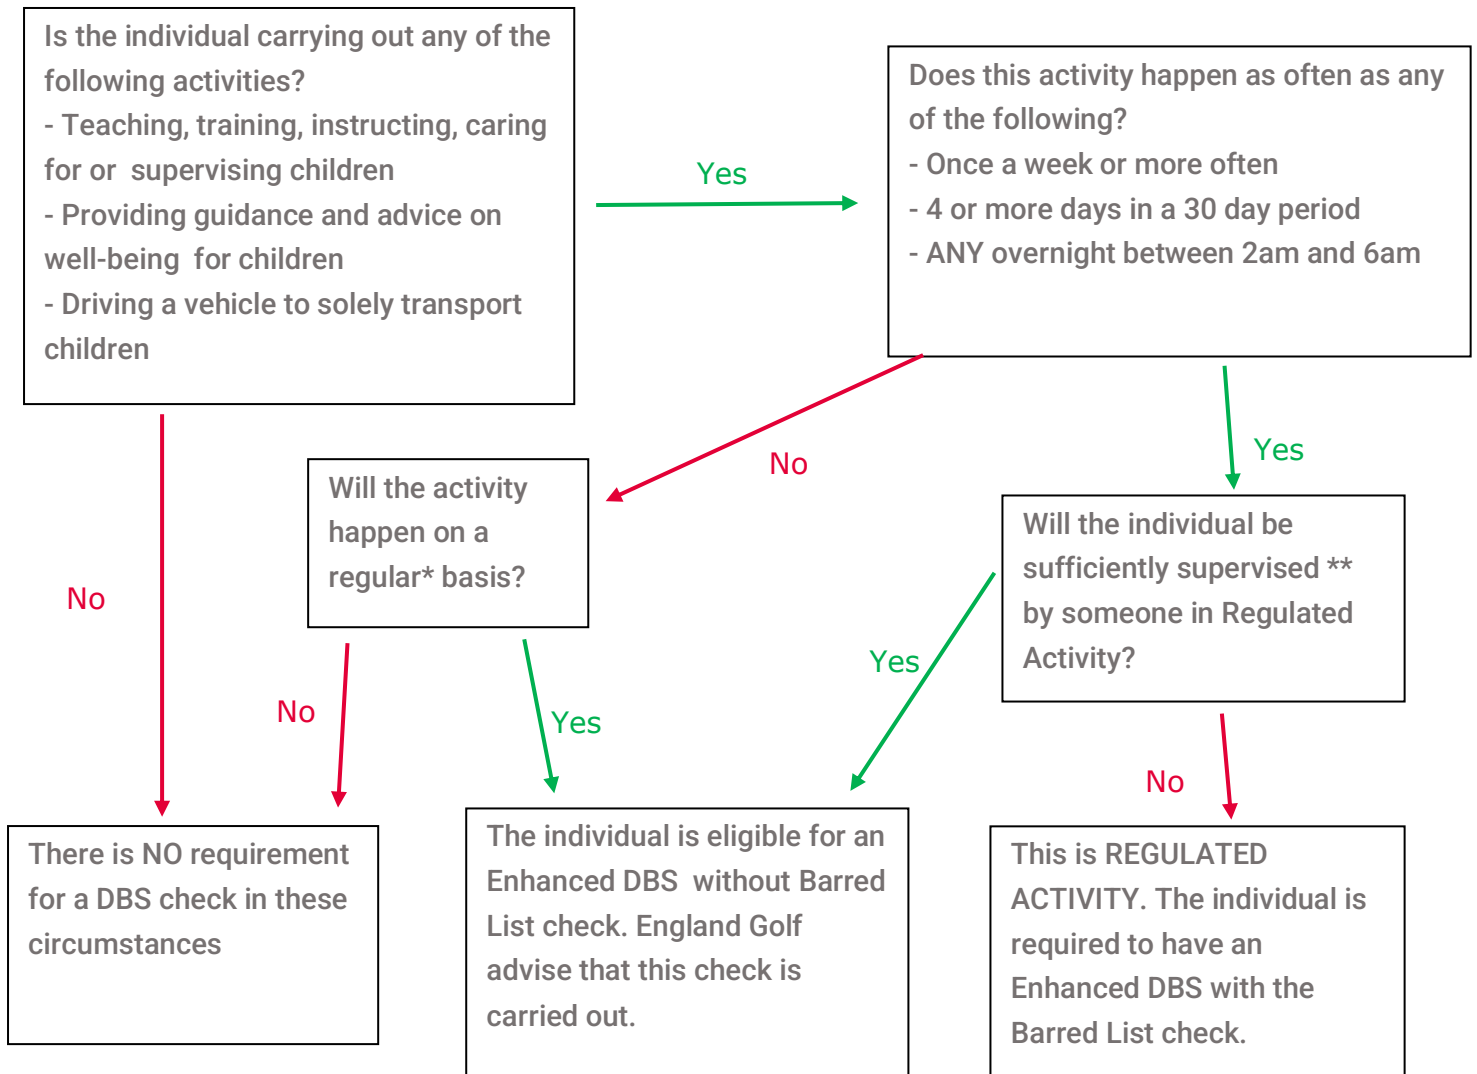 Is the individual carrying out any of the
following activities?
- Teaching, training, instructing, caring
for or supervising children
- Providing guidance and advice on
well-being for children
- Driving a vehicle to solely transport
children
Yes
Does this activity happen as often as any
of the following?
- Once a week or more often
- 4 or more days in a 30 day period
- ANY overnight between 2am and 6am
No
No
Yes
Will the activity
happen on a
regular* basis?
Will the individual be
sufficiently supervised **
by someone in Regulated
Activity?
No
Yes
Yes
No
There is NO requirement
for a DBS check in these
circumstances
The individual is eligible for an
Enhanced DBS without Barred
List check. England Golf
advise that this check is
carried out.
This is REGULATED
ACTIVITY. The individual is
required to have an
Enhanced DBS with the
Barred List check.